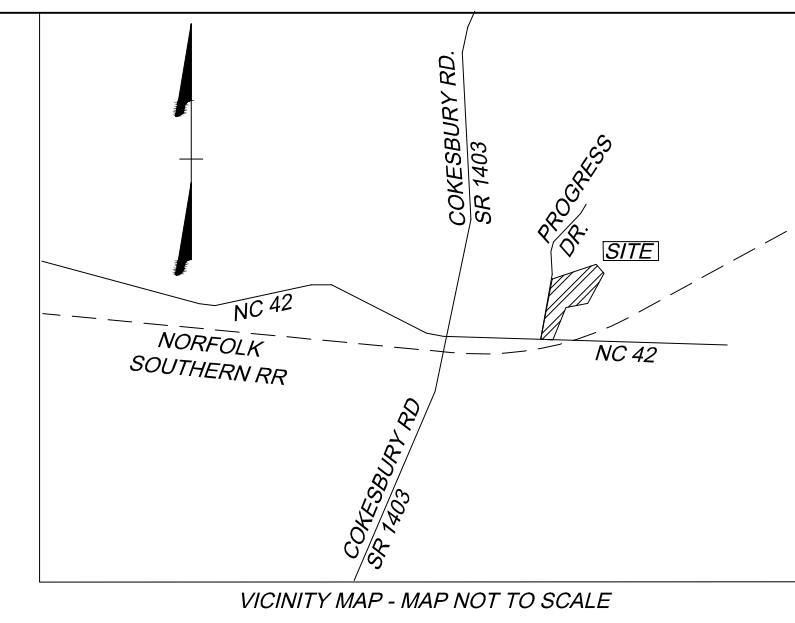 COKESBURY RD.
SR 1403
PROGRESS
DR.
SITE
NC 42
NORFOLK
SOUTHERN RR
NC 42
COKESBURY RD
SR 1403
VICINITY MAP - MAP NOT TO SCALE